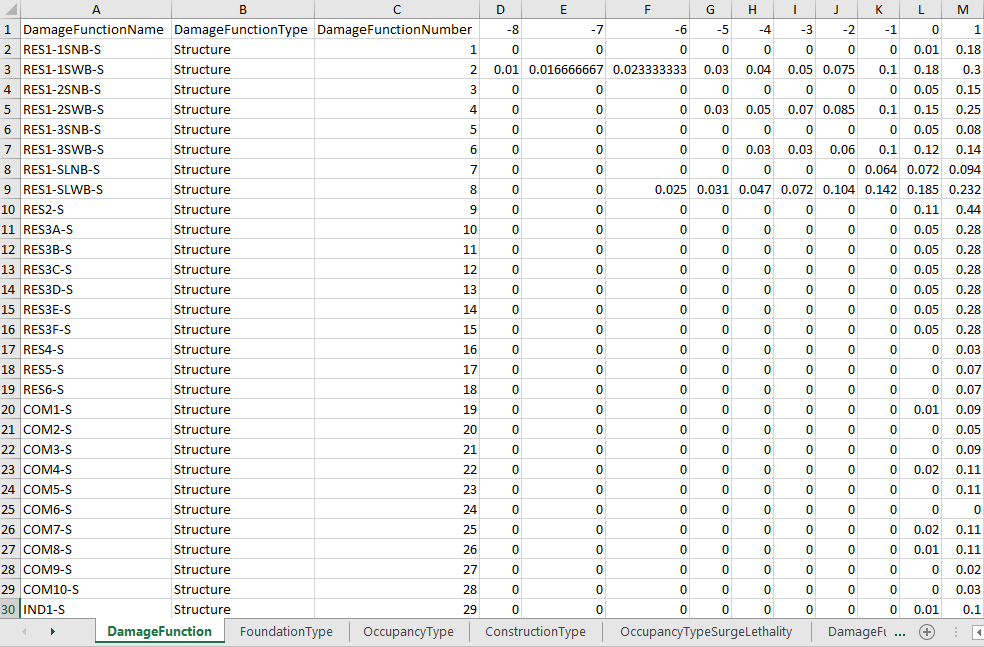 A B C D E F G H I J K L M
1 DamageFunctionName DamageFunctionType DamageFunctionNumber -8 -7 -6 -5 -4 -3 -2 -1 0 1
2 RES1-1SNB-S Structure 1 0 0 0 0 0 0 0 0 0.01 0.18
3 RES1-1SWB-S Structure 2 0.01 0.016666667 0.023333333 0.03 0.04 0.05 0.075 0.1 0.18 0.3
4 RES1-2SNB-S Structure 3 0 0 0 0 0 0 0 0 0.05 0.15
5 RES1-2SWB-S Structure 4 0 0 0 0.03 0.05 0.07 0.085 0.1 0.15 0.25
6 RES1-3SNB-S Structure 5 0 0 0 0 0 0 0 0 0.05 0.08
7 RES1-3SWB-S Structure 6 0 0 0 0 0.03 0.03 0.06 0.1 0.12 0.14
8 RES1-SLNB-S Structure 7 0 0 0 0 0 0 0 0.064 0.072 0.094
9 RES1-SLWB-S Structure 8 0 0 0.025 0.031 0.047 0.072 0.104 0.142 0.185 0.232
10 RES2-S Structure 9 0 0 0 0 0 0 0 0 0.11 0.44
11 RES3A-S Structure 10 0 0 0 0 0 0 0 0 0.05 0.28
12 RES3B-S Structure 11 0 0 0 0 0 0 0 0 0.05 0.28
13 RES3C-S Structure 12 0 0 0 0 0 0 0 0 0.05 0.28
14 RES3D-S Structure 13 0 0 0 0 0 0 0 0 0.05 0.28
15 RES3E-S Structure 14 0 0 0 0 0 0 0 0 0.05 0.28
16 RES3F-S Structure 15 0 0 0 0 0 0 0 0 0.05 0.28
17 RES4-S Structure 16 0 0 0 0 0 0 0 0 0 0.03
18 RES5-S Structure 17 0 0 0 0 0 0 0 0 0 0.07
19 RES6-S Structure 18 0 0 0 0 0 0 0 0 0 0.07
20 COM1-S Structure 19 0 0 0 0 0 0 0 0 0.01 0.09
21 COM2-S Structure 20 0 0 0 0 0 0 0 0 0 0.05
22 COM3-S Structure 21 0 0 0 0 0 0 0 0 0 0.09
23 COM4-S Structure 22 0 0 0 0 0 0 0 0 0.02 0.11
24 COM5-S Structure 23 0 0 0 0 0 0 0 0 0 0.11
25 COM6-S Structure 24 0 0 0 0 0 0 0 0 0 0
26 COM7-S Structure 25 0 0 0 0 0 0 0 0 0.02 0.11
27 COM8-S Structure 26 0 0 0 0 0 0 0 0 0.01 0.11
28 COM9-S Structure 27 0 0 0 0 0 0 0 0 0 0.02
29 COM10-S Structure 28 0 0 0 0 0 0 0 0 0 0.03
30 IND1-S Structure 29 0 0 0 0 0 0 0 0 0.01 0.1
DamageFunction FoundationType OccupancyType ConstructionType OccupancyTypeSurgeLethality DamageFu ...